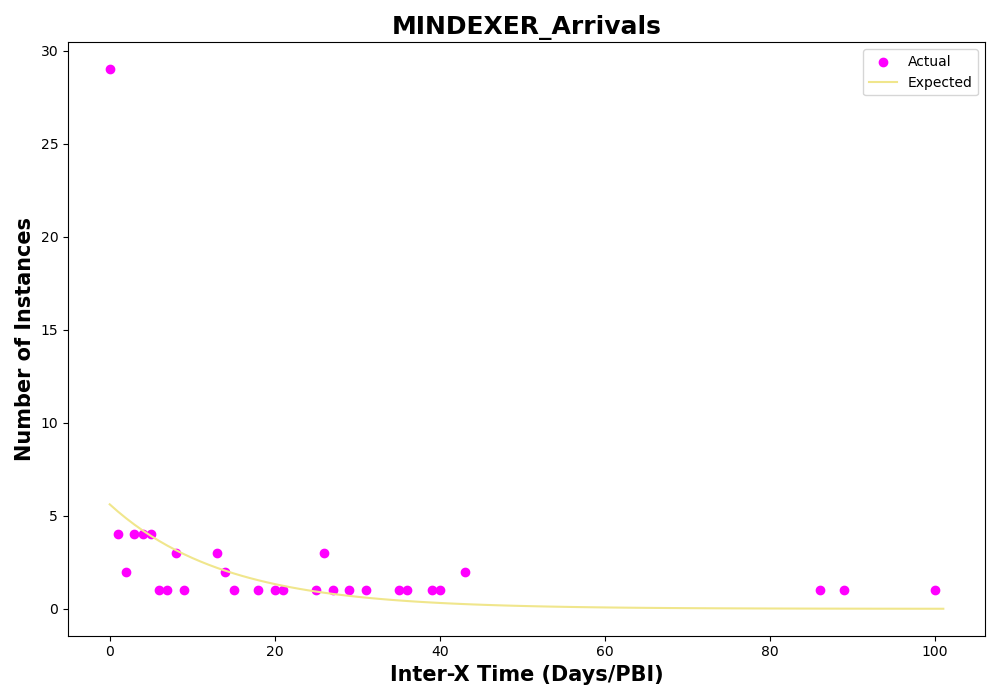 MINDEXER_Arrivals
Actual
Expected
Number of Instances
30
25
20
15
10
5
0
0 20 40 60 80 100
Inter-X Time (Days/PBI)